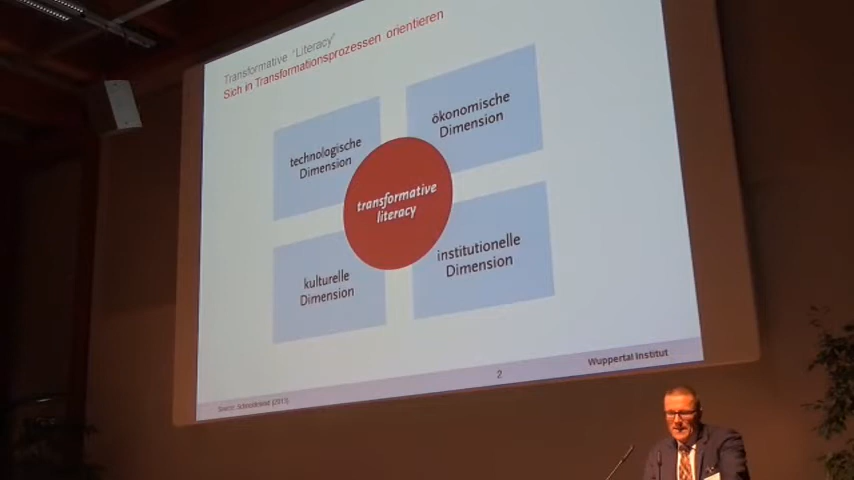 Transformative "Literacy"
Sich in Transformationsprozessen orientieren
technologische
Dimension
ökonomische
Dimension
transformative
literacy
kulturelle
Dimension
institutionelle
Dimension
Wuppertal Institut
2